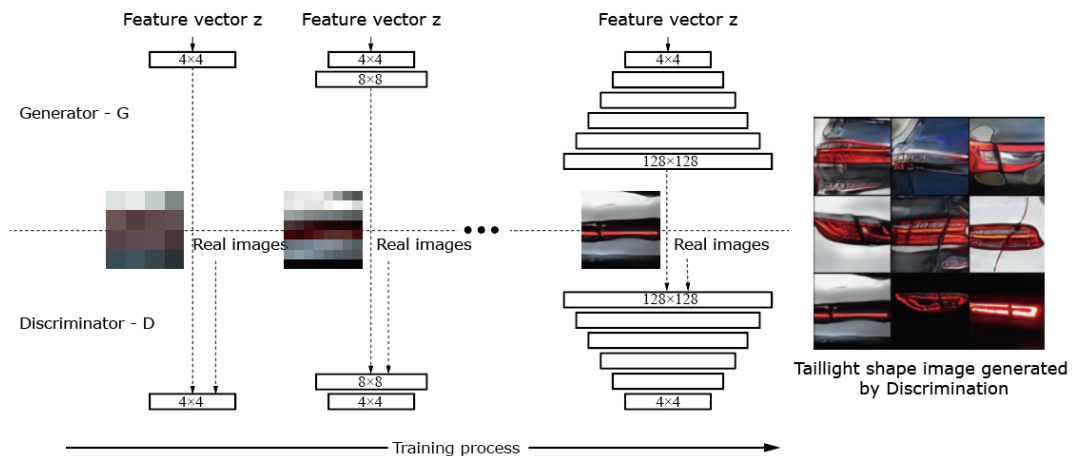 Feature vector z
Feature vector z
Feature vector z
4×4
4×4
4×4
8×8
Generator - G
128×128
Real images
Real images
Real images
128×128
Discriminator - D
8×8
4×4
4×4
4×4
Taillight shape image generated
by Discrimination
Training process